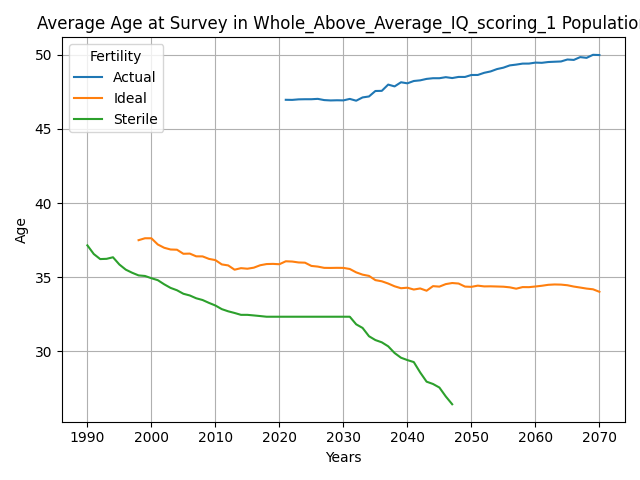 Average Age at Survey in Whole_Above_Average_IQ_scoring_1 Population
Fertility
Actual
Ideal
Sterile
Age
50
45
40
35
30
1990 2000 2010 2020 2030 2040 2050 2060 2070
Years